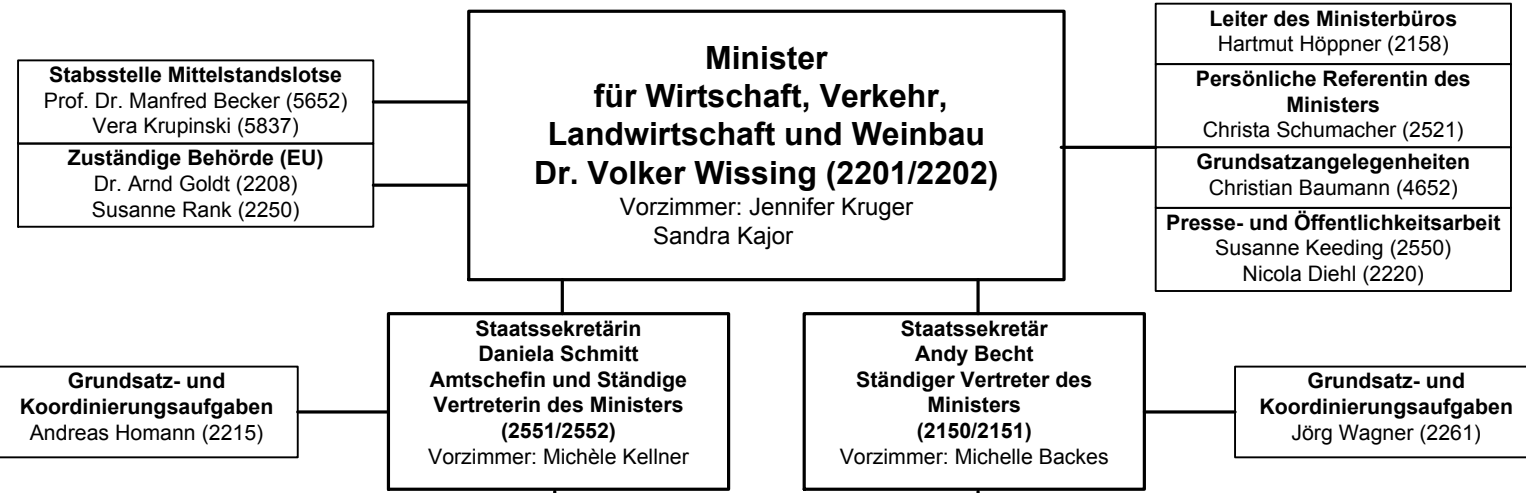 Stabsstelle Mittelstandslotse
Prof. Dr. Manfred Becker (5652)
Vera Krupinski (5837)
Zuständige Behörde (EU)
Dr. Arnd Goldt (2208)
Susanne Rank (2250)
Minister
für Wirtschaft, Verkehr,
Landwirtschaft und Weinbau
Dr. Volker Wissing (2201/2202)
Vorzimmer: Jennifer Kruger
Sandra Kajor
Leiter des Ministerbüros
Hartmut Höppner (2158)
Persönliche Referentin des
Ministers
Christa Schumacher (2521)
Grundsatzangelegenheiten
Christian Baumann (4652)
Presse- und Öffentlichkeitsarbeit
Susanne Keeding (2550)
Nicola Diehl (2220)
Grundsatz- und
Koordinierungsaufgaben
Andreas Homann (2215)
Staatssekretärin
Daniela Schmitt
Amtschefin und Ständige
Vertreterin des Ministers
(2551/2552)
Vorzimmer: Michèle Kellner
Staatssekretär
Andy Becht
Ständiger Vertreter des
Ministers
(2150/2151)
Vorzimmer: Michelle Backes
Grundsatz- und
Koordinierungsaufgaben
Jörg Wagner (2261)